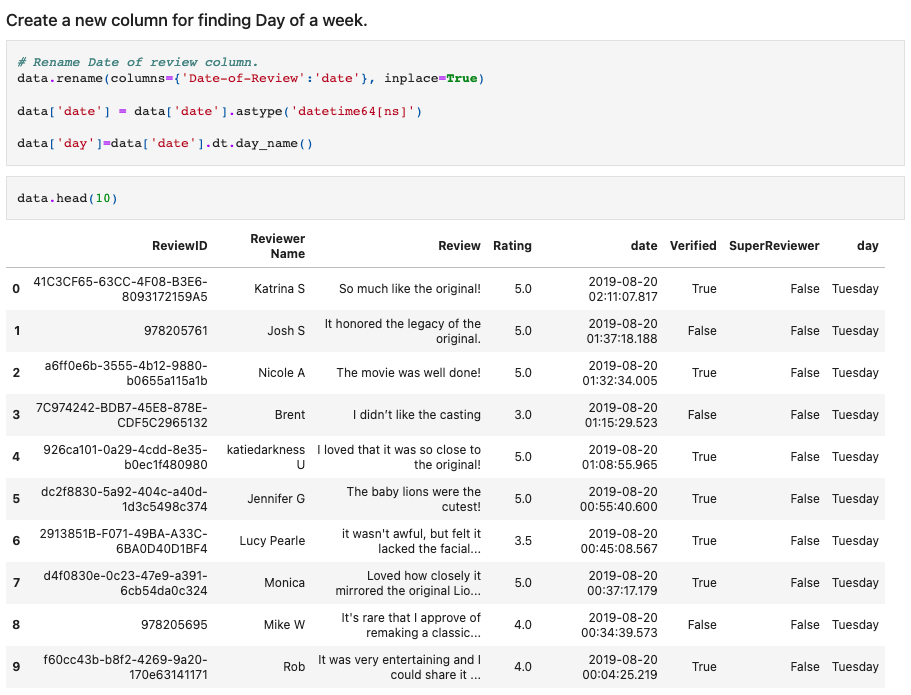 Create a new column for finding Day of a week.
# Rename Date of review column.
data.rename(columns={'Date-of-Review':'date'}, inplace=True)
data['date'] = data['date'].astype('datetime64[ns]')
data['day']=data['date'].dt.day_name()
data.head(10)
ReviewID Reviewer Name Review Rating date Verified SuperReviewer day
0 41C3CF65-63CC-4F08-B3E6-8093172159A5 Katrina S So much like the original! 5.0 2019-08-20 02:11:07.817 True False Tuesday
1 978205761 Josh S It honored the legacy of the original. 5.0 2019-08-20 01:37:18.188 False False Tuesday
2 a6ff0e6b-3555-4b12-9880-b0655a115a1b Nicole A The movie was well done! 5.0 2019-08-20 01:32:34.005 True False Tuesday
3 7C974242-BDB7-45E8-878E-CDF5C2965132 Brent I didn’t like the casting 3.0 2019-08-20 01:15:29.523 False False Tuesday
4 926ca101-0a29-4cdd-8e35-b0ec1f480980 katiedarkness U I loved that it was so close to the original! 5.0 2019-08-20 01:08:55.965 True False Tuesday
5 dc2f8830-5a92-404c-a40d-1d3c5498c374 Jennifer G The baby lions were the cutest! 5.0 2019-08-20 00:55:40.600 True False Tuesday
6 2913851B-F071-49BA-A33C-6BA0D40D1BF4 Lucy Pearle it wasn't awful, but felt it lacked the facial... 3.5 2019-08-20 00:45:08.567 True False Tuesday
7 d4f0830e-0c23-47e9-a391-6cb54da0c324 Monica Loved how closely it mirrored the original Lio... 5.0 2019-08-20 00:37:17.179 True False Tuesday
8 978205695 Mike W It's rare that I approve of remaking a classic... 4.0 2019-08-20 00:34:39.573 False False Tuesday
9 f60cc43b-b8f2-4269-9a20-170e63141171 Rob It was very entertaining and I could share it ... 4.0 2019-08-20 00:04:25.219 True False Tuesday